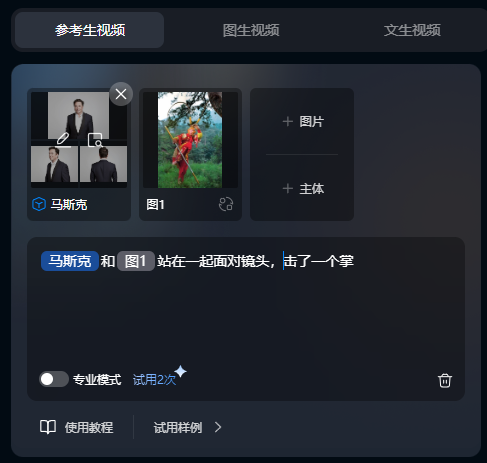 参考生视频
图生视频
文生视频
马斯克
图1
+ 图片
+ 主体
马斯克 和 图1 站在一起面对镜头，击了一个掌
专业模式 试用2次
使用教程
试用样例